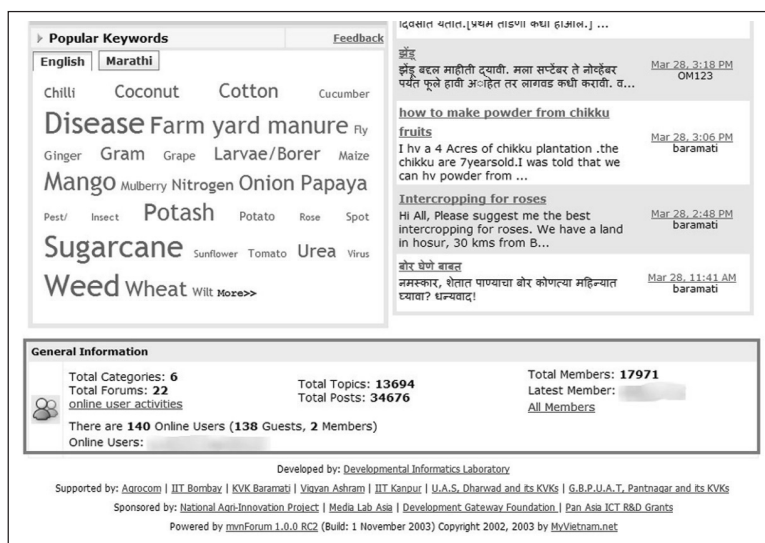 Popular Keywords Feedback
English Marathi
Chilli Coconut Cotton Cucumber
Disease Farm yard manure Fly
Ginger Gram Grape Larvae/Borer Maize
Mango Mulberry Nitrogen Onion Papaya
Pest/ Insect Potash Potato Rose Spot
Sugarcane Sunflower Tomato Urea Virus
Weed Wheat Wilt More>>
झेंडू
झेंडू बद्दल माहीती द्यावी. मला सप्टेंबर ते नोव्हेंबर
पर्यंत फूले हावी अाहेत तर लागवड कधी करावी. व...
Mar 28, 3:18 PM
OM123
how to make powder from chikku
fruits
I hv a 4 Acres of chikku plantation .the
chikku are 7yearsold.I was told that we
can hv powder from ...
Mar 28, 3:06 PM
baramati
Intercropping for roses
Hi All, Please suggest me the best
intercropping for roses. We have a land
in hosur, 30 kms from B...
Mar 28, 2:48 PM
baramati
बोर घेणे बाबत
नमस्कार, शेतात पाण्याचा बोर कोणत्या महिन्यात
घ्यावा? धन्यवाद!
Mar 28, 11:41 AM
baramati
General Information
Total Categories: 6
Total Forums: 22
online user activities
Total Topics: 13694
Total Posts: 34676
Total Members: 17971
Latest Member:
All Members
There are 140 Online Users (138 Guests, 2 Members)
Online Users:
Developed by: Developmental Informatics Laboratory
Supported by: Agrocom | IIT Bombay | KVK Baramati | Vigyan Ashram | IIT Kanpur | U.A.S, Dharwad and its KVKs | G.B.P.U.A.T, Pantnagar and its KVKs
Sponsored by: National Agri-Innovation Project | Media Lab Asia | Development Gateway Foundation | Pan Asia ICT R&D Grants
Powered by mvnForum 1.0.0 RC2 (Build: 1 November 2003) Copyright 2002, 2003 by MyVietnam.net